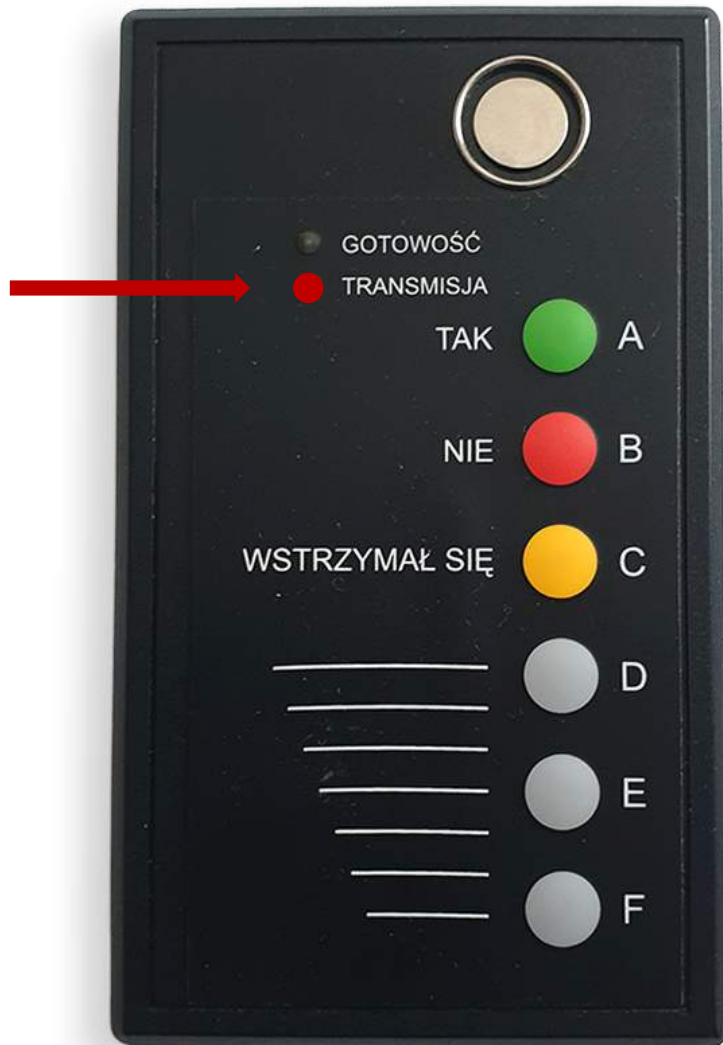 GOTOWOŚĆ
TRANSMISJA
TAK A
NIE B
WSTRZYMAŁ SIĘ C
D
E
F